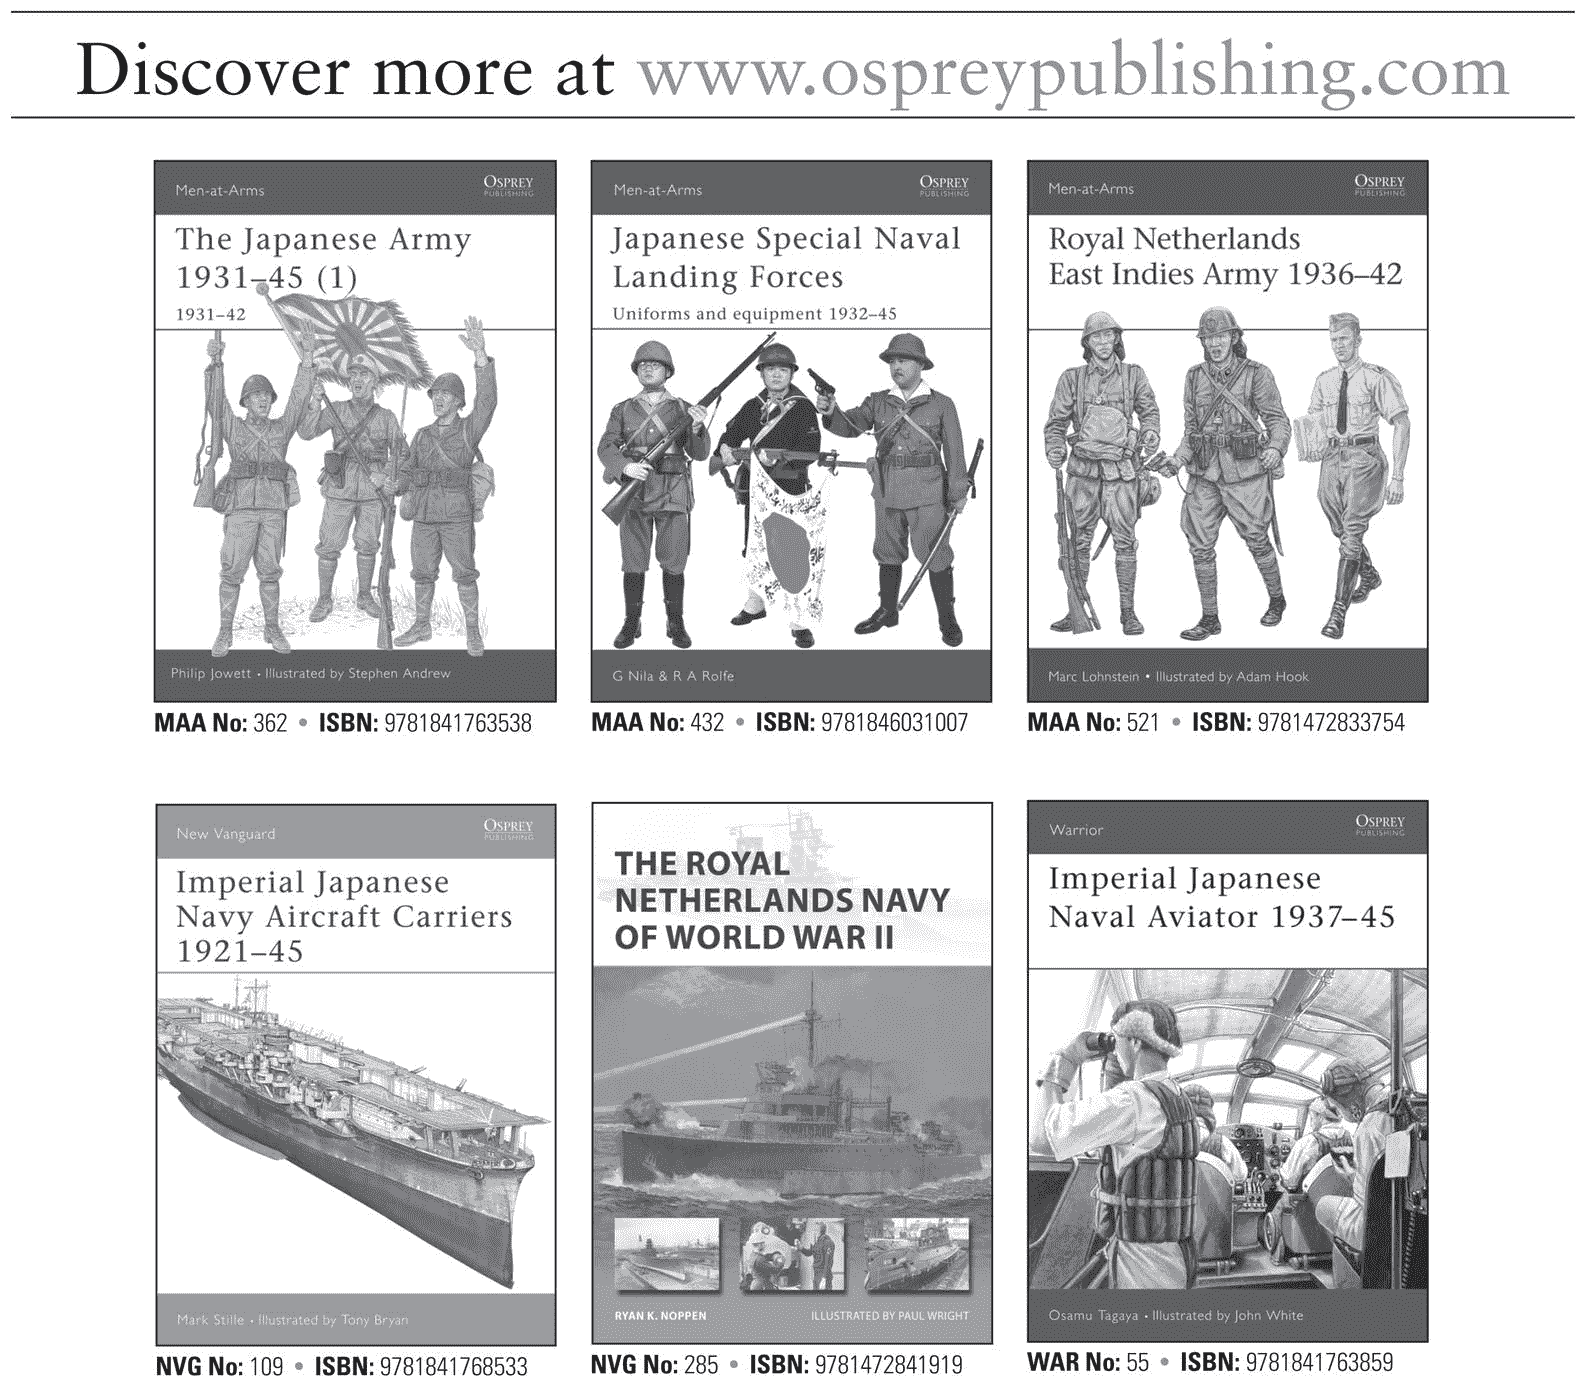 Discover more at www.ospreypublishing.com
Men-at-Arms
OSPREY
PUBLISHING
The Japanese Army
1931–45 (1)
1931–42
Philip Jowett • Illustrated by Stephen Andrew
MAA No: 362 • ISBN: 9781841763538
Men-at-Arms
OSPREY
PUBLISHING
Japanese Special Naval
Landing Forces
Uniforms and equipment 1932–45
G Nila & R A Rolfe
MAA No: 432 • ISBN: 9781846031007
Men-at-Arms
OSPREY
PUBLISHING
Royal Netherlands
East Indies Army 1936–42
Marc Lohnstein • Illustrated by Adam Hook
MAA No: 521 • ISBN: 9781472833754
New Vanguard
OSPREY
PUBLISHING
Imperial Japanese
Navy Aircraft Carriers
1921–45
Mark Stille • Illustrated by Tony Bryan
NVG No: 109 • ISBN: 9781841768533
THE ROYAL
NETHERLANDS NAVY
OF WORLD WAR II
RYAN K. NOPPEN
ILLUSTRATED BY PAUL WRIGHT
NVG No: 285 • ISBN: 9781472841919
Warrior
OSPREY
PUBLISHING
Imperial Japanese
Naval Aviator 1937–45
Osamu Tagaya • Illustrated by John White
WAR No: 55 • ISBN: 9781841763859